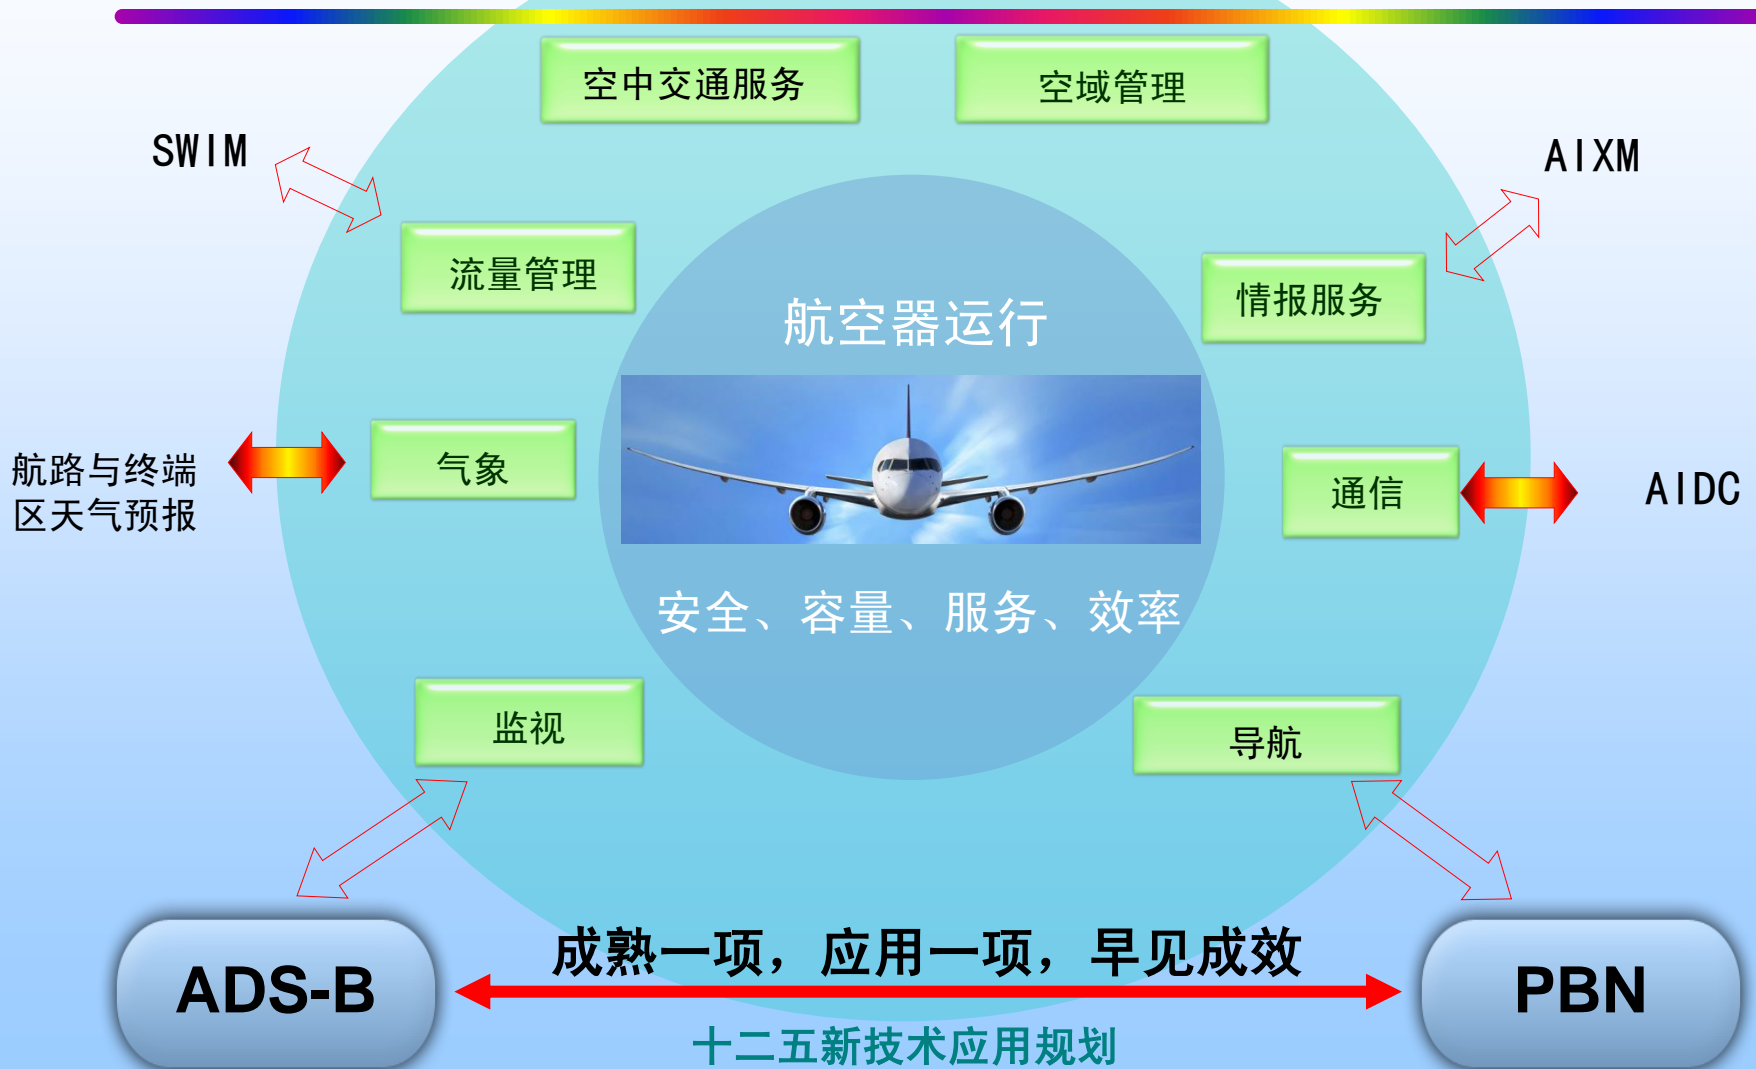 空中交通服务
空域管理
SWIM
AIXM
流量管理
情报服务
航空器运行
气象
航路与终端
区天气预报
通信
AIDC
安全、容量、服务、效率
监视
导航
成熟一项，应用一项，早见成效
ADS-B
PBN
十二五新技术应用规划